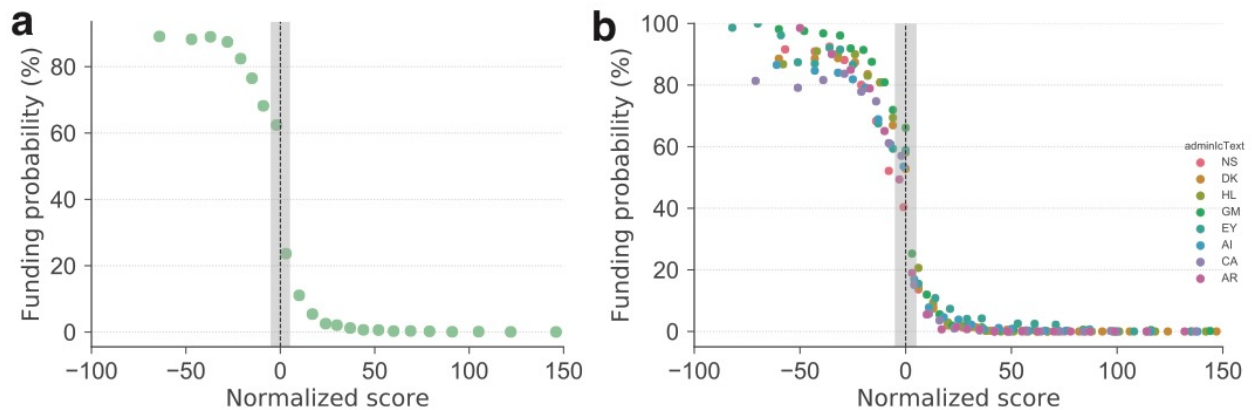 a
Funding probability (%)
80
60
40
20
0
−100
−50
0
50
100
150
Normalized score
b
Funding probability (%)
100
80
60
40
20
0
−100
−50
0
50
100
150
Normalized score
adminIcText
NS
DK
HL
GM
EY
AI
CA
AR